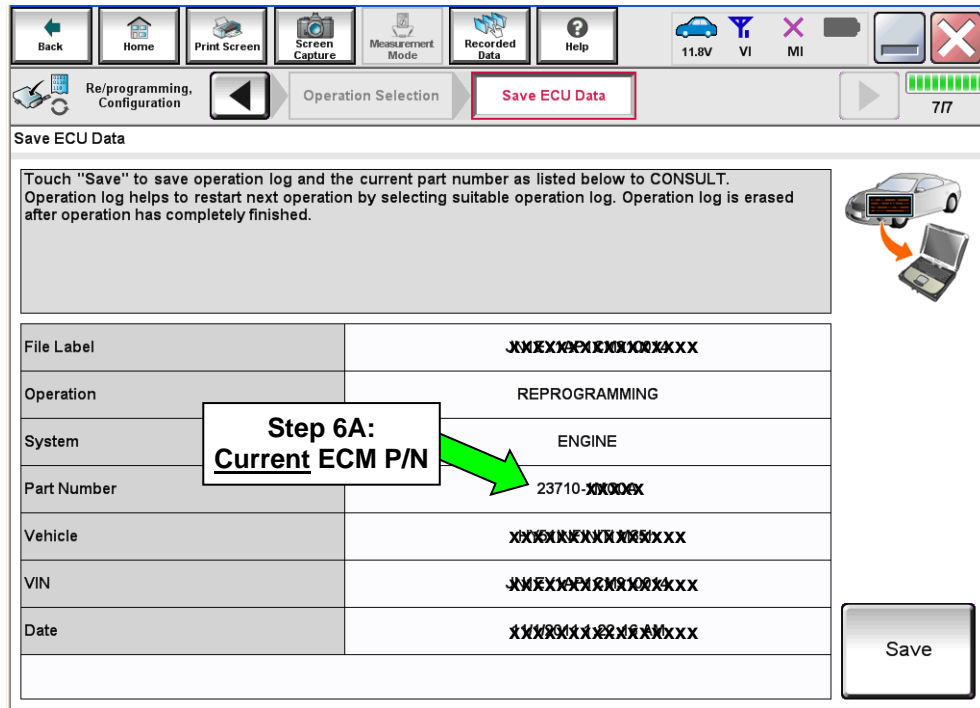 Back
Home
Print Screen
Screen Capture
Measurement Mode
Recorded Data
Help
11.8V
VI
MI
Re/programming, Configuration
Operation Selection
Save ECU Data
7/7
Save ECU Data
Touch "Save" to save operation log and the current part number as listed below to CONSULT.
Operation log helps to restart next operation by selecting suitable operation log. Operation log is erased
after operation has completely finished.
File Label
Operation
REPROGRAMMING
Step 6A:
Current ECM P/N
System
ENGINE
Part Number
23710-
Vehicle
VIN
Date
Save